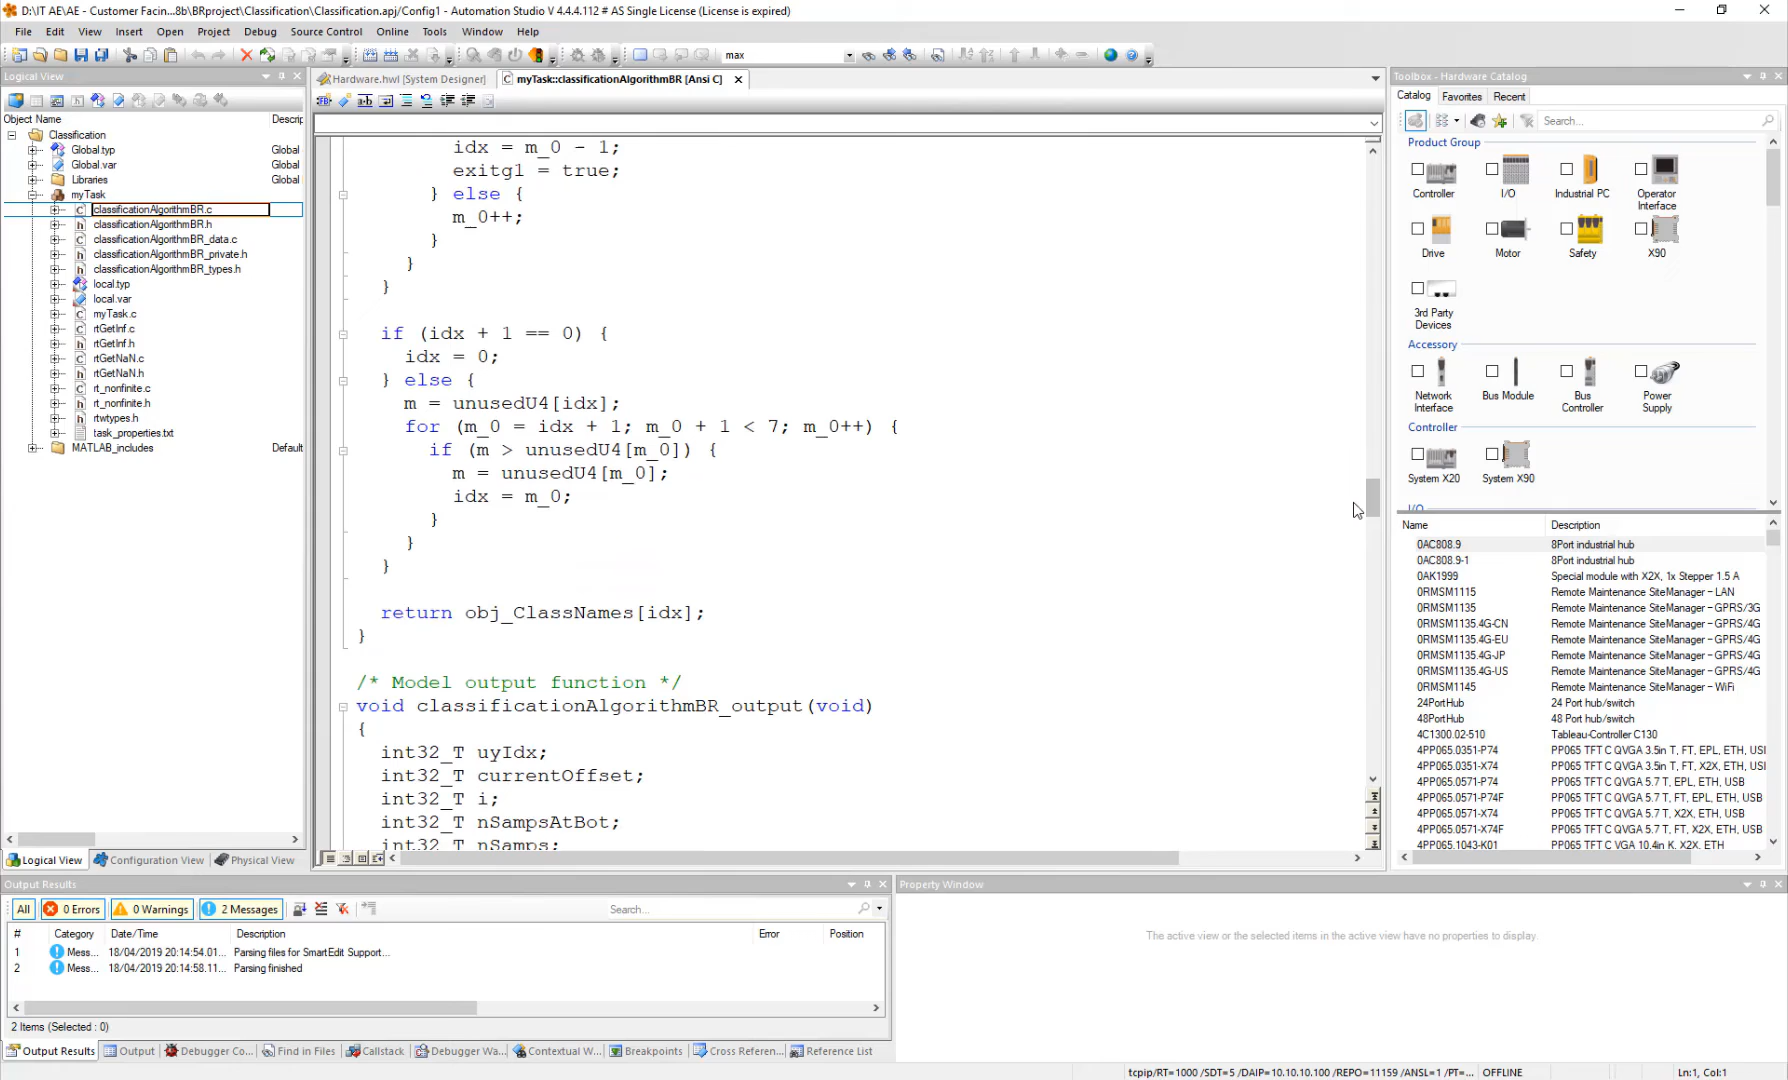 D:\IT AE\AE - Customer Facin...8b\BRproject\Classification\Classification.apj/Config1 - Automation Studio V 4.4.4.112 # AS Single License (License is expired)
File Edit View Insert Open Project Debug Source Control Online Tools Window Help
max
Logical View
Hardware.hwl [System Designer]
myTask::classificationAlgorithmBR [Ansi C]
Toolbox - Hardware Catalog
Catalog Favorites Recent
Search...
Object Name Descrip
Classification
Global.typ Global
Global.var Global
Libraries Global
myTask
classificationAlgorithmBR.c
classificationAlgorithmBR.h
classificationAlgorithmBR_data.c
classificationAlgorithmBR_private.h
classificationAlgorithmBR_types.h
local.typ
local.var
myTask.c
rtGetInf.c
rtGetInf.h
rtGetNaN.c
rtGetNaN.h
rt_nonfinite.c
rt_nonfinite.h
rtwtypes.h
task_properties.txt
MATLAB_includes Default
Logical View Configuration View Physical View
idx = m_0 - 1;
exitg1 = true;
} else {
m_0++;
}
}
}
if (idx + 1 == 0) {
idx = 0;
} else {
m = unusedU4[idx];
for (m_0 = idx + 1; m_0 + 1 < 7; m_0++) {
if (m > unusedU4[m_0]) {
m = unusedU4[m_0];
idx = m_0;
}
}
}
return obj_ClassNames[idx];
}
/* Model output function */
void classificationAlgorithmBR_output(void)
{
int32_T uyIdx;
int32_T currentOffset;
int32_T i;
int32_T nSampsAtBot;
int32_T nSamps;
Product Group
Controller
I/O
Industrial PC
Operator Interface
Drive
Motor
Safety
X90
3rd Party Devices
Accessory
Network Interface
Bus Module
Bus Controller
Power Supply
Controller
System X20
System X90
I/O
Name Description
0AC808.9 8Port industrial hub
0AC808.9-1 8Port industrial hub
0AK1999 Special module with X2X, 1x Stepper 1.5 A
0RMSM1115 Remote Maintenance SiteManager – LAN
0RMSM1135 Remote Maintenance SiteManager – GPRS/3G
0RMSM1135.4G-CN Remote Maintenance SiteManager – GPRS/4G
0RMSM1135.4G-EU Remote Maintenance SiteManager – GPRS/4G
0RMSM1135.4G-JP Remote Maintenance SiteManager – GPRS/4G
0RMSM1135.4G-US Remote Maintenance SiteManager – GPRS/4G
0RMSM1145 Remote Maintenance SiteManager – WiFi
24PortHub 24 Port hub/switch
48PortHub 48 Port hub/switch
4C1300.02-510 Tableau-Controller C130
4PP065.0351-P74 PP065 TFT C QVGA 3.5in T, FT, EPL, ETH, USI
4PP065.0351-X74 PP065 TFT C QVGA 3.5in T, FT, X2X, ETH, USI
4PP065.0571-P74 PP065 TFT C QVGA 5.7 T, EPL, ETH, USB
4PP065.0571-P74F PP065 TFT C QVGA 5.7 T, FT, EPL, ETH, USB
4PP065.0571-X74 PP065 TFT C QVGA 5.7 T, X2X, ETH, USB
4PP065.0571-X74F PP065 TFT C QVGA 5.7 T, FT, X2X, ETH, USB
4PP065.1043-K01 PP065 TFT C VGA 10.4in K, X2X, ETH
Output Results
All 0 Errors 0 Warnings 2 Messages Search...
# Category Date/Time Description Error Position
1 Mess... 18/04/2019 20:14:54.01... Parsing files for SmartEdit Support...
2 Mess... 18/04/2019 20:14:58.11... Parsing finished
2 Items (Selected : 0)
Output Results Output Debugger Co... Find in Files Callstack Debugger Wa... Contextual W... Breakpoints Cross Referen... Reference List
Property Window
The active view or the selected items in the active view have no properties to display.
tcpip/RT=1000 /SDT=5 /DAIP=10.10.10.100 /REPO=11159 /ANSL=1 /PT=... OFFLINE Ln:1, Col:1